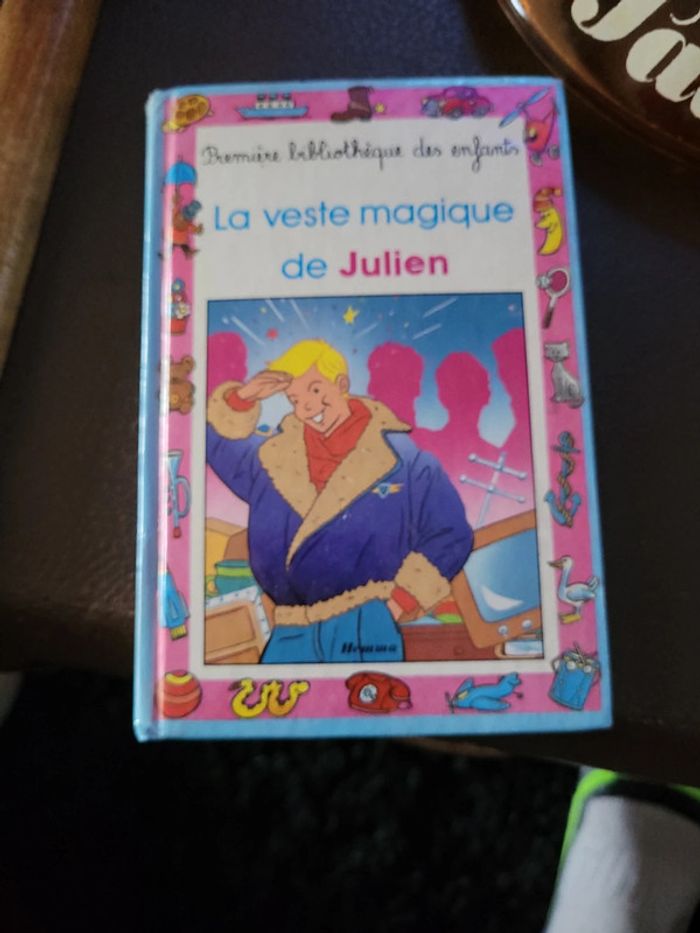 Première bibliothèque des enfants
La veste magique
de Julien
Hemma